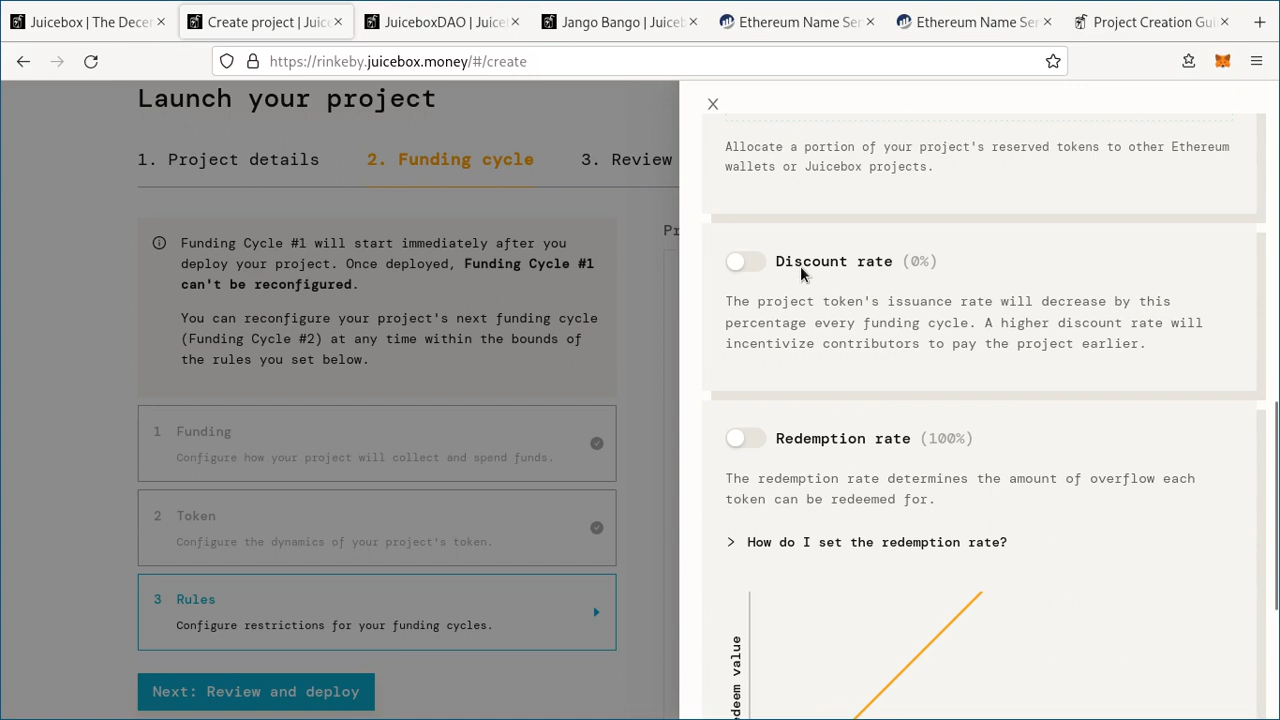 Juicebox | The Decen
Create project | Juice
JuiceboxDAO | Juicel
Jango Bango | Juiceb
Ethereum Name Ser
Ethereum Name Ser
Project Creation Gui
https://rinkeby.juicebox.money/#/create
Launch your project
1. Project details
2. Funding cycle
3. Review
Funding Cycle #1 will start immediately after you
deploy your project. Once deployed, Funding Cycle #1
can't be reconfigured.
You can reconfigure your project's next funding cycle
(Funding Cycle #2) at any time within the bounds of
the rules you set below.
Pr
1 Funding
Configure how your project will collect and spend funds.
2 Token
Configure the dynamics of your project's token.
3 Rules
Configure restrictions for your funding cycles.
Next: Review and deploy
Allocate a portion of your project's reserved tokens to other Ethereum
wallets or Juicebox projects.
Discount rate (0%)
The project token's issuance rate will decrease by this
percentage every funding cycle. A higher discount rate will
incentivize contributors to pay the project earlier.
Redemption rate (100%)
The redemption rate determines the amount of overflow each
token can be redeemed for.
How do I set the redemption rate?
deem value